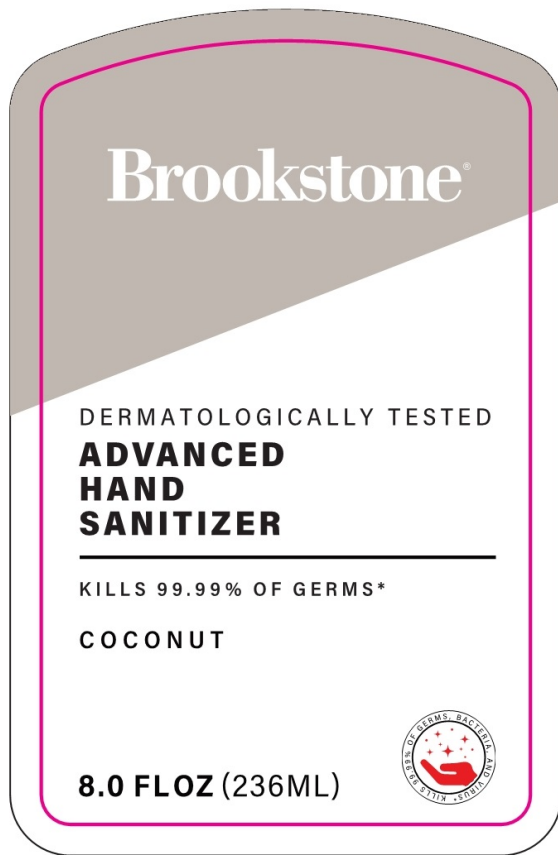 Brookstone®
DERMATOLOGICALLY TESTED
ADVANCED
HAND
SANITIZER
KILLS 99.99% OF GERMS*
COCONUT
KILLS 99.99% OF GERMS, BACTERIA, AND VIRUS*
8.0 FLOZ (236ML)